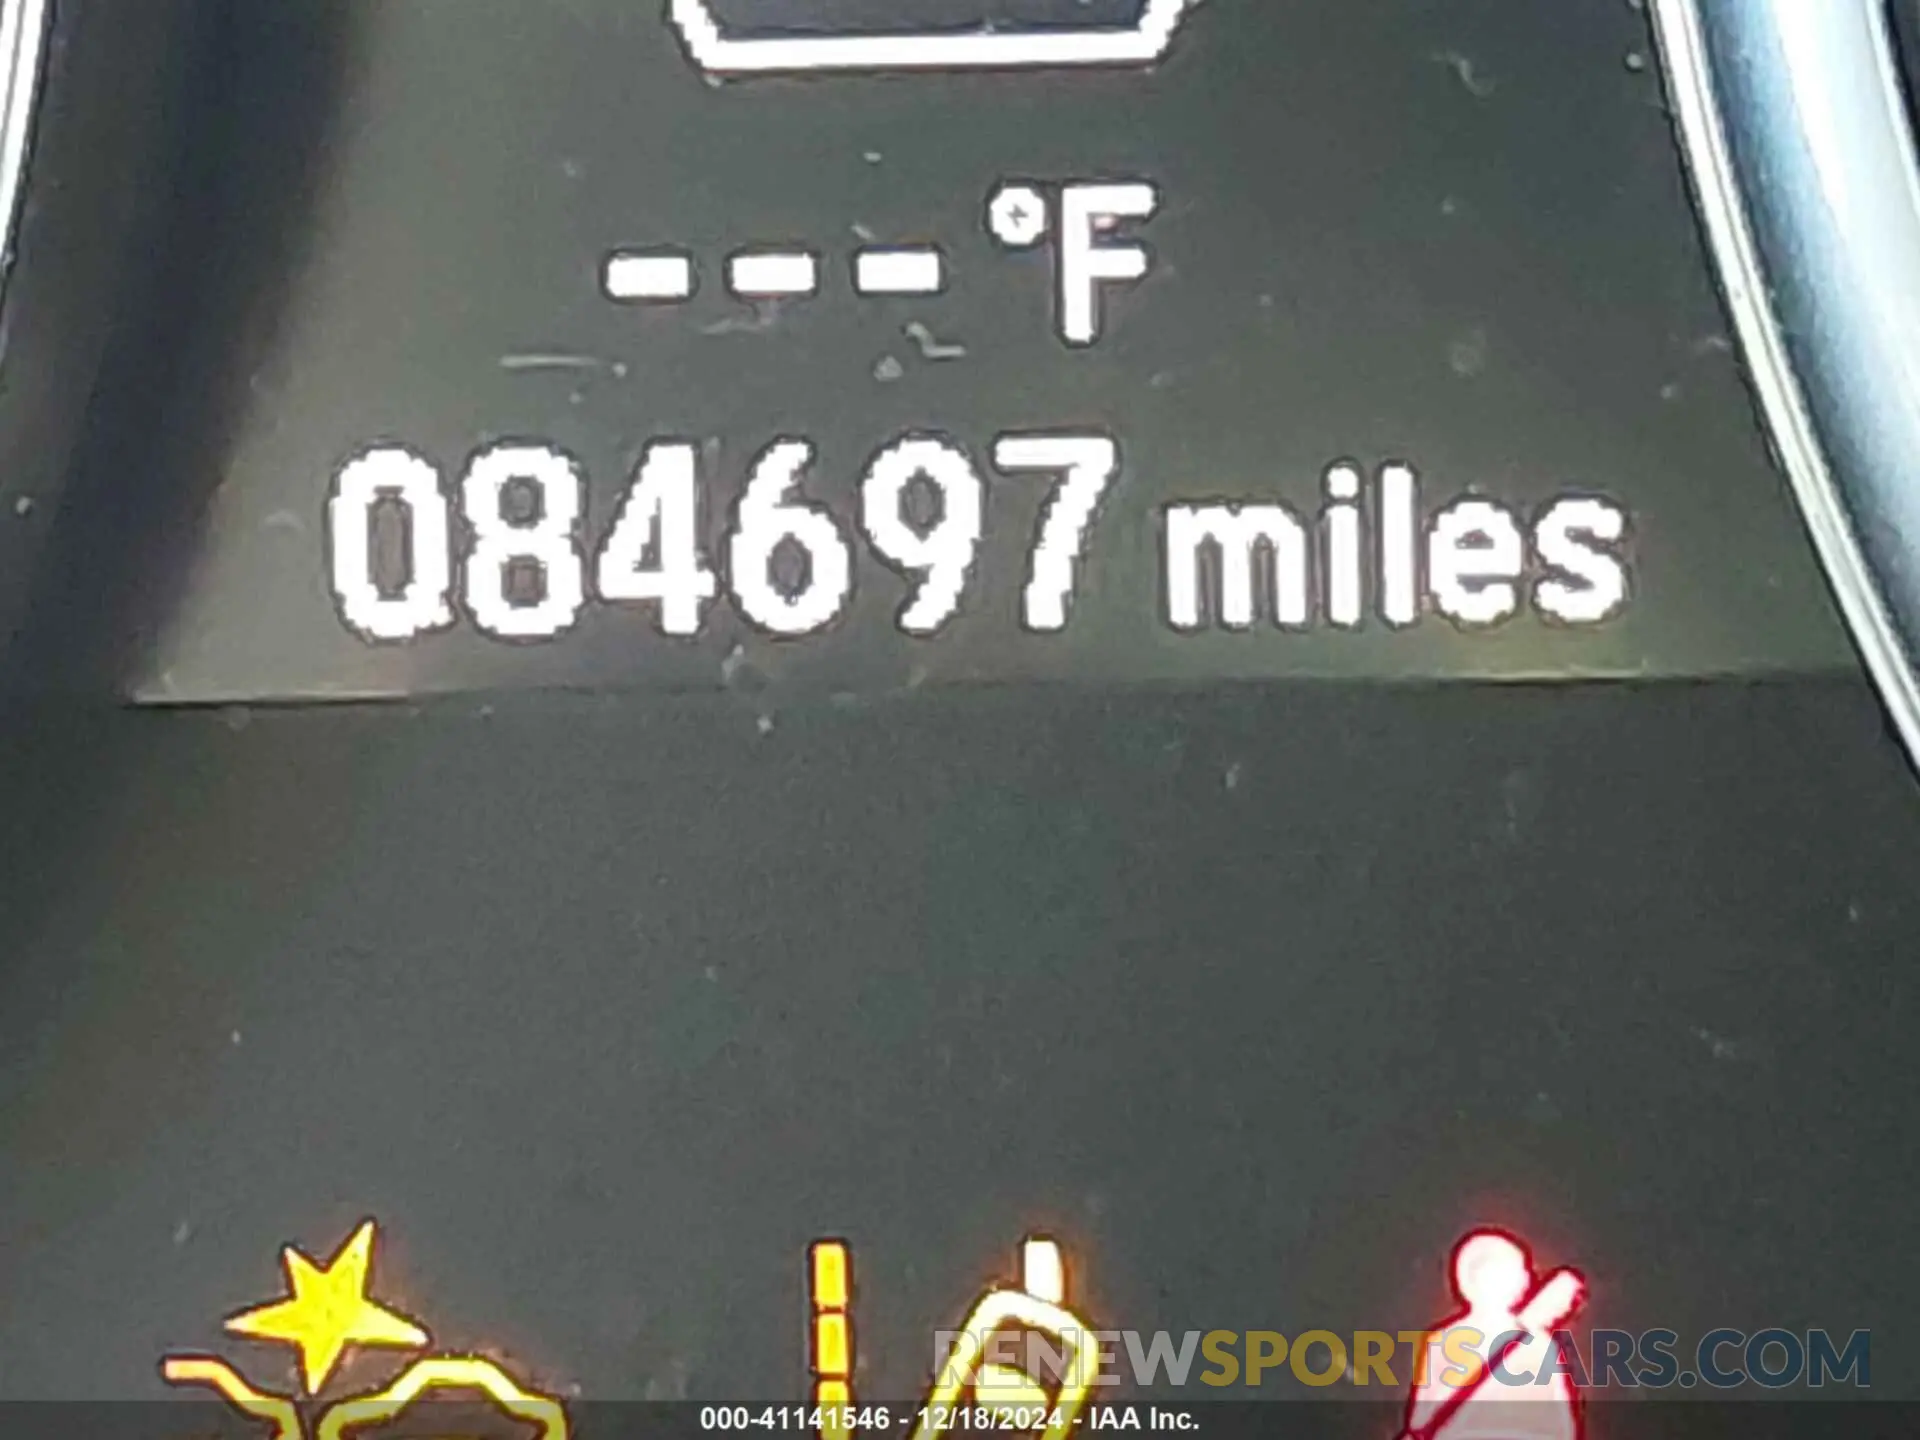 ---°F
084697 miles
RENEWSPORTSCARS.COM
000-41141546 - 12/18/2024 - IAA Inc.